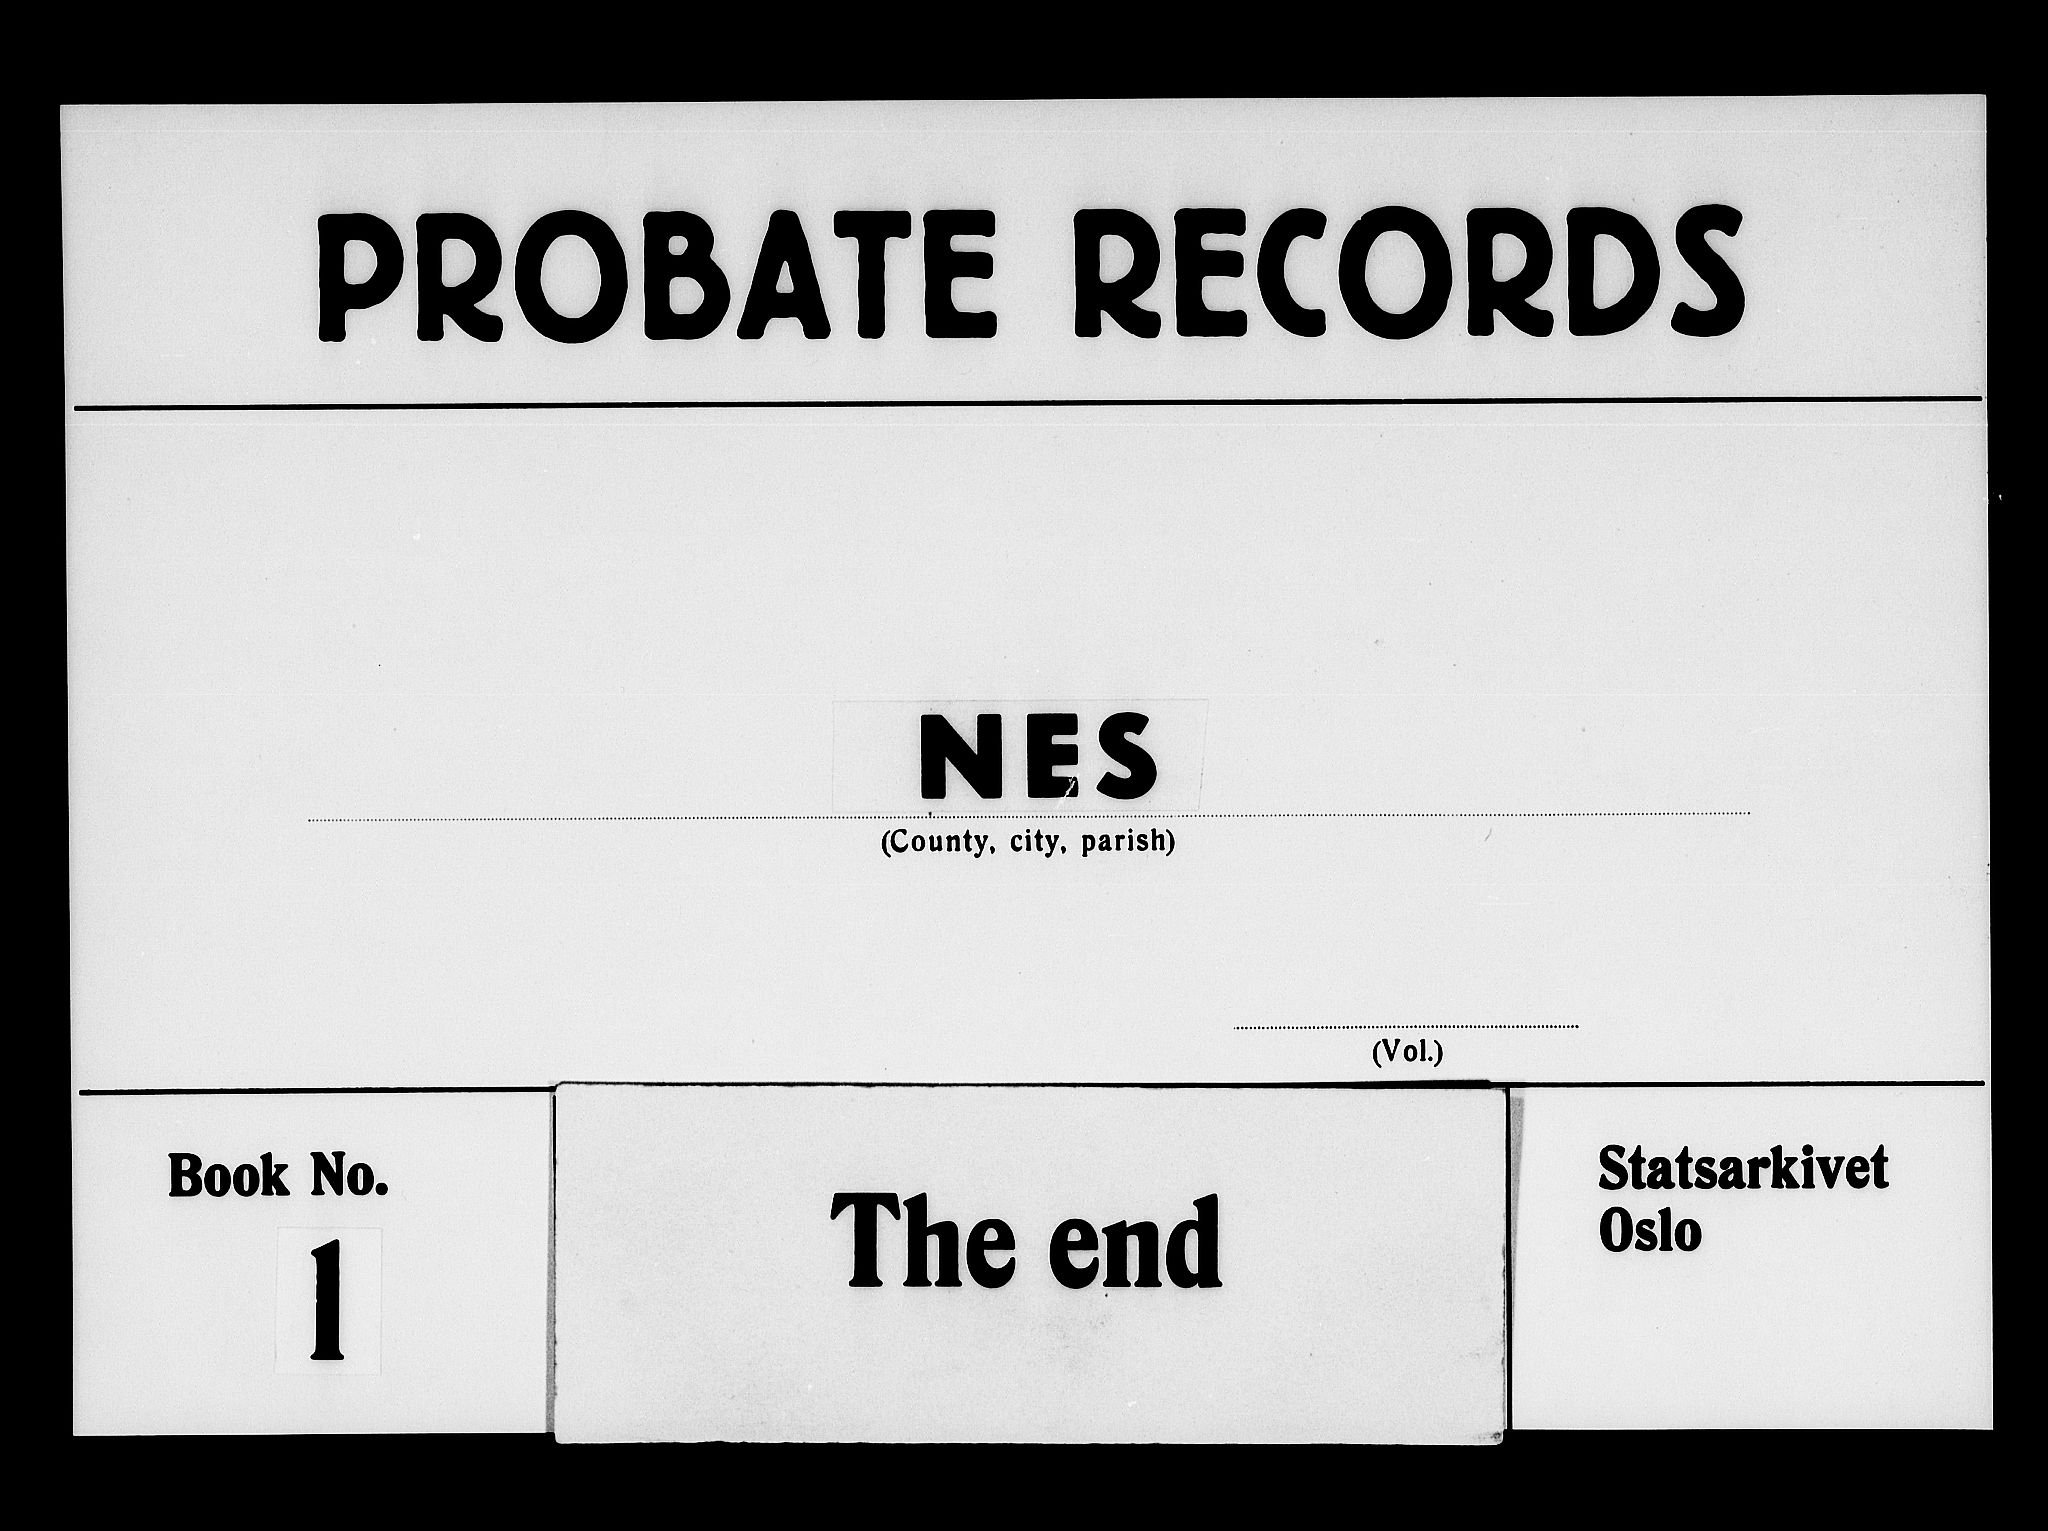 PROBATE RECORDS
NES
(County, city, parish)
(Vol.)
Book No.
1
The end
Statsarkivet
Oslo